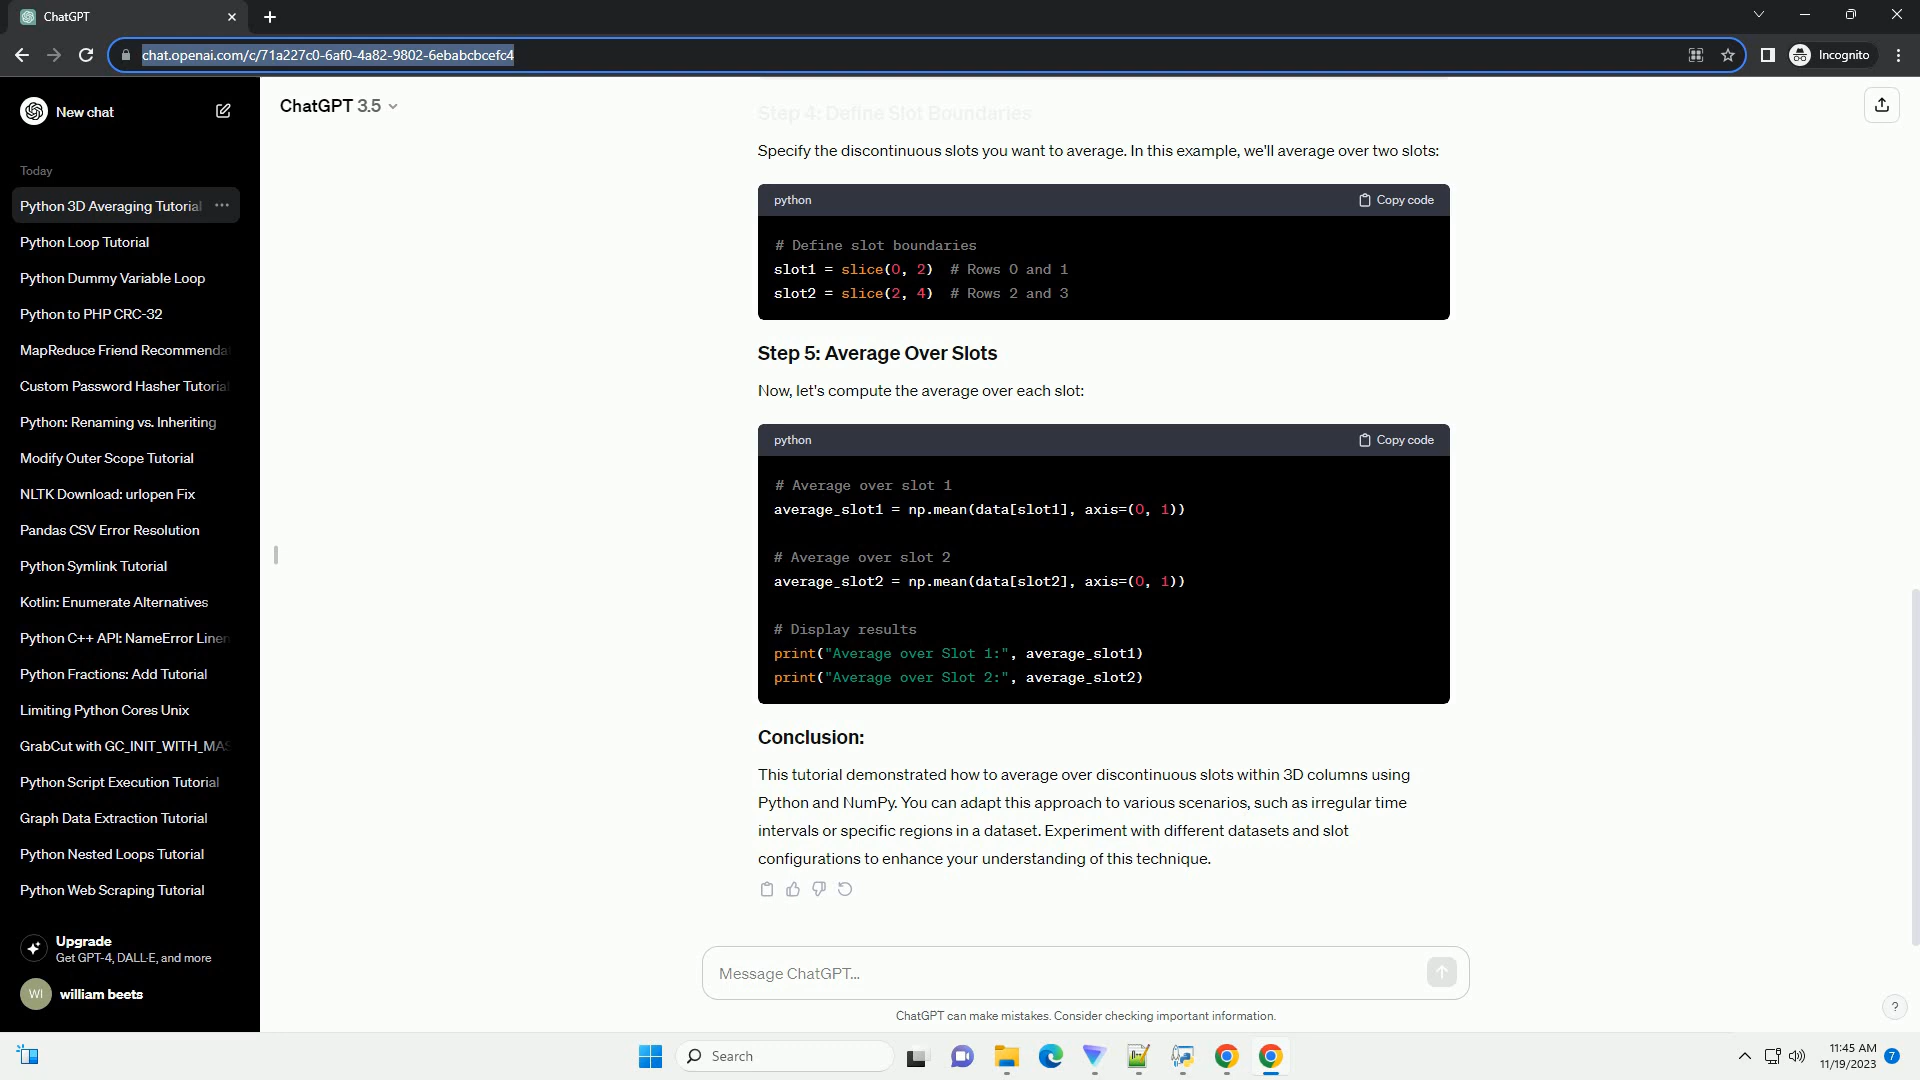 ChatGPT
chat.openai.com/c/71a227c0-6af0-4a82-9802-6ebabcbcefc4
Incognito
New chat
Today
Python 3D Averaging Tutorial
Python Loop Tutorial
Python Dummy Variable Loop
Python to PHP CRC-32
MapReduce Friend Recommenda
Custom Password Hasher Tutoria
Python: Renaming vs. Inheriting
Modify Outer Scope Tutorial
NLTK Download: urlopen Fix
Pandas CSV Error Resolution
Python Symlink Tutorial
Kotlin: Enumerate Alternatives
Python C++ API: NameError Linen
Python Fractions: Add Tutorial
Limiting Python Cores Unix
GrabCut with GC_INIT_WITH_MAS
Python Script Execution Tutorial
Graph Data Extraction Tutorial
Python Nested Loops Tutorial
Python Web Scraping Tutorial
Upgrade
Get GPT-4, DALL·E, and more
WI
william beets
ChatGPT 3.5
Step 4: Define Slot Boundaries
Specify the discontinuous slots you want to average. In this example, we'll average over two slots:
python Copy code
# Define slot boundaries
slot1 = slice(0, 2)  # Rows 0 and 1
slot2 = slice(2, 4)  # Rows 2 and 3
Step 5: Average Over Slots
Now, let's compute the average over each slot:
python Copy code
# Average over slot 1
average_slot1 = np.mean(data[slot1], axis=(0, 1))
# Average over slot 2
average_slot2 = np.mean(data[slot2], axis=(0, 1))
# Display results
print("Average over Slot 1:", average_slot1)
print("Average over Slot 2:", average_slot2)
Conclusion:
This tutorial demonstrated how to average over discontinuous slots within 3D columns using
Python and NumPy. You can adapt this approach to various scenarios, such as irregular time
intervals or specific regions in a dataset. Experiment with different datasets and slot
configurations to enhance your understanding of this technique.
Message ChatGPT...
ChatGPT can make mistakes. Consider checking important information.
?
Search
11:45 AM
11/19/2023
7